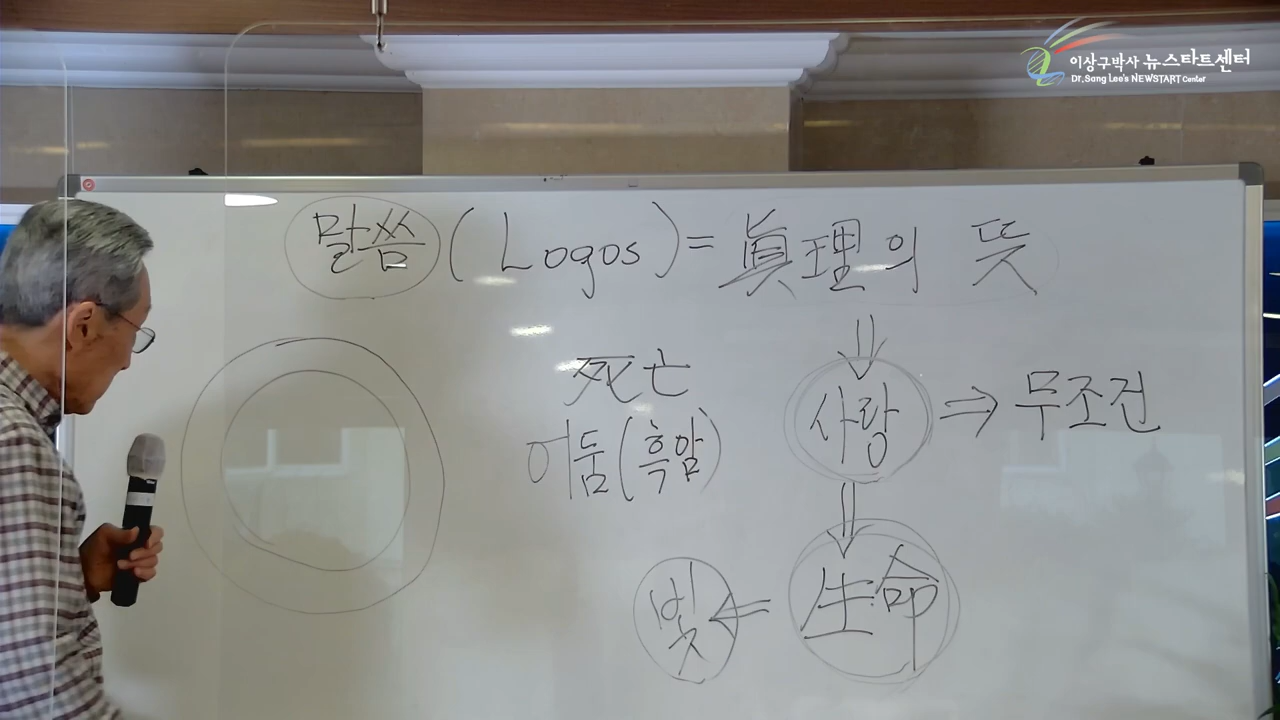 이상구박사 뉴스타트센터
Dr. Sang Lee's NEWSTART Center
말씀 (Logos) = 眞理의 뜻
死亡
사랑 ⇒ 무조건
어둠(흑암)
빛 ⇐ 生命